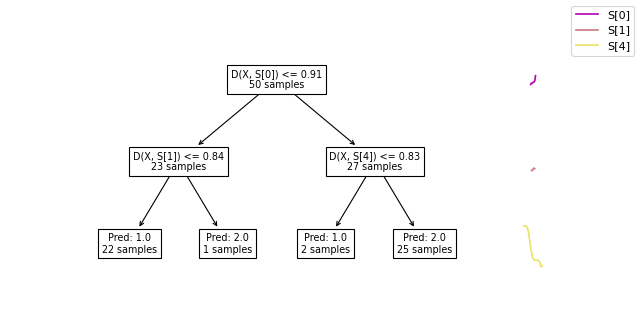 S[0]
S[1]
S[4]
D(X, S[0]) <= 0.91
50 samples
D(X, S[1]) <= 0.84
23 samples
D(X, S[4]) <= 0.83
27 samples
Pred: 1.0
22 samples
Pred: 2.0
1 samples
Pred: 1.0
2 samples
Pred: 2.0
25 samples